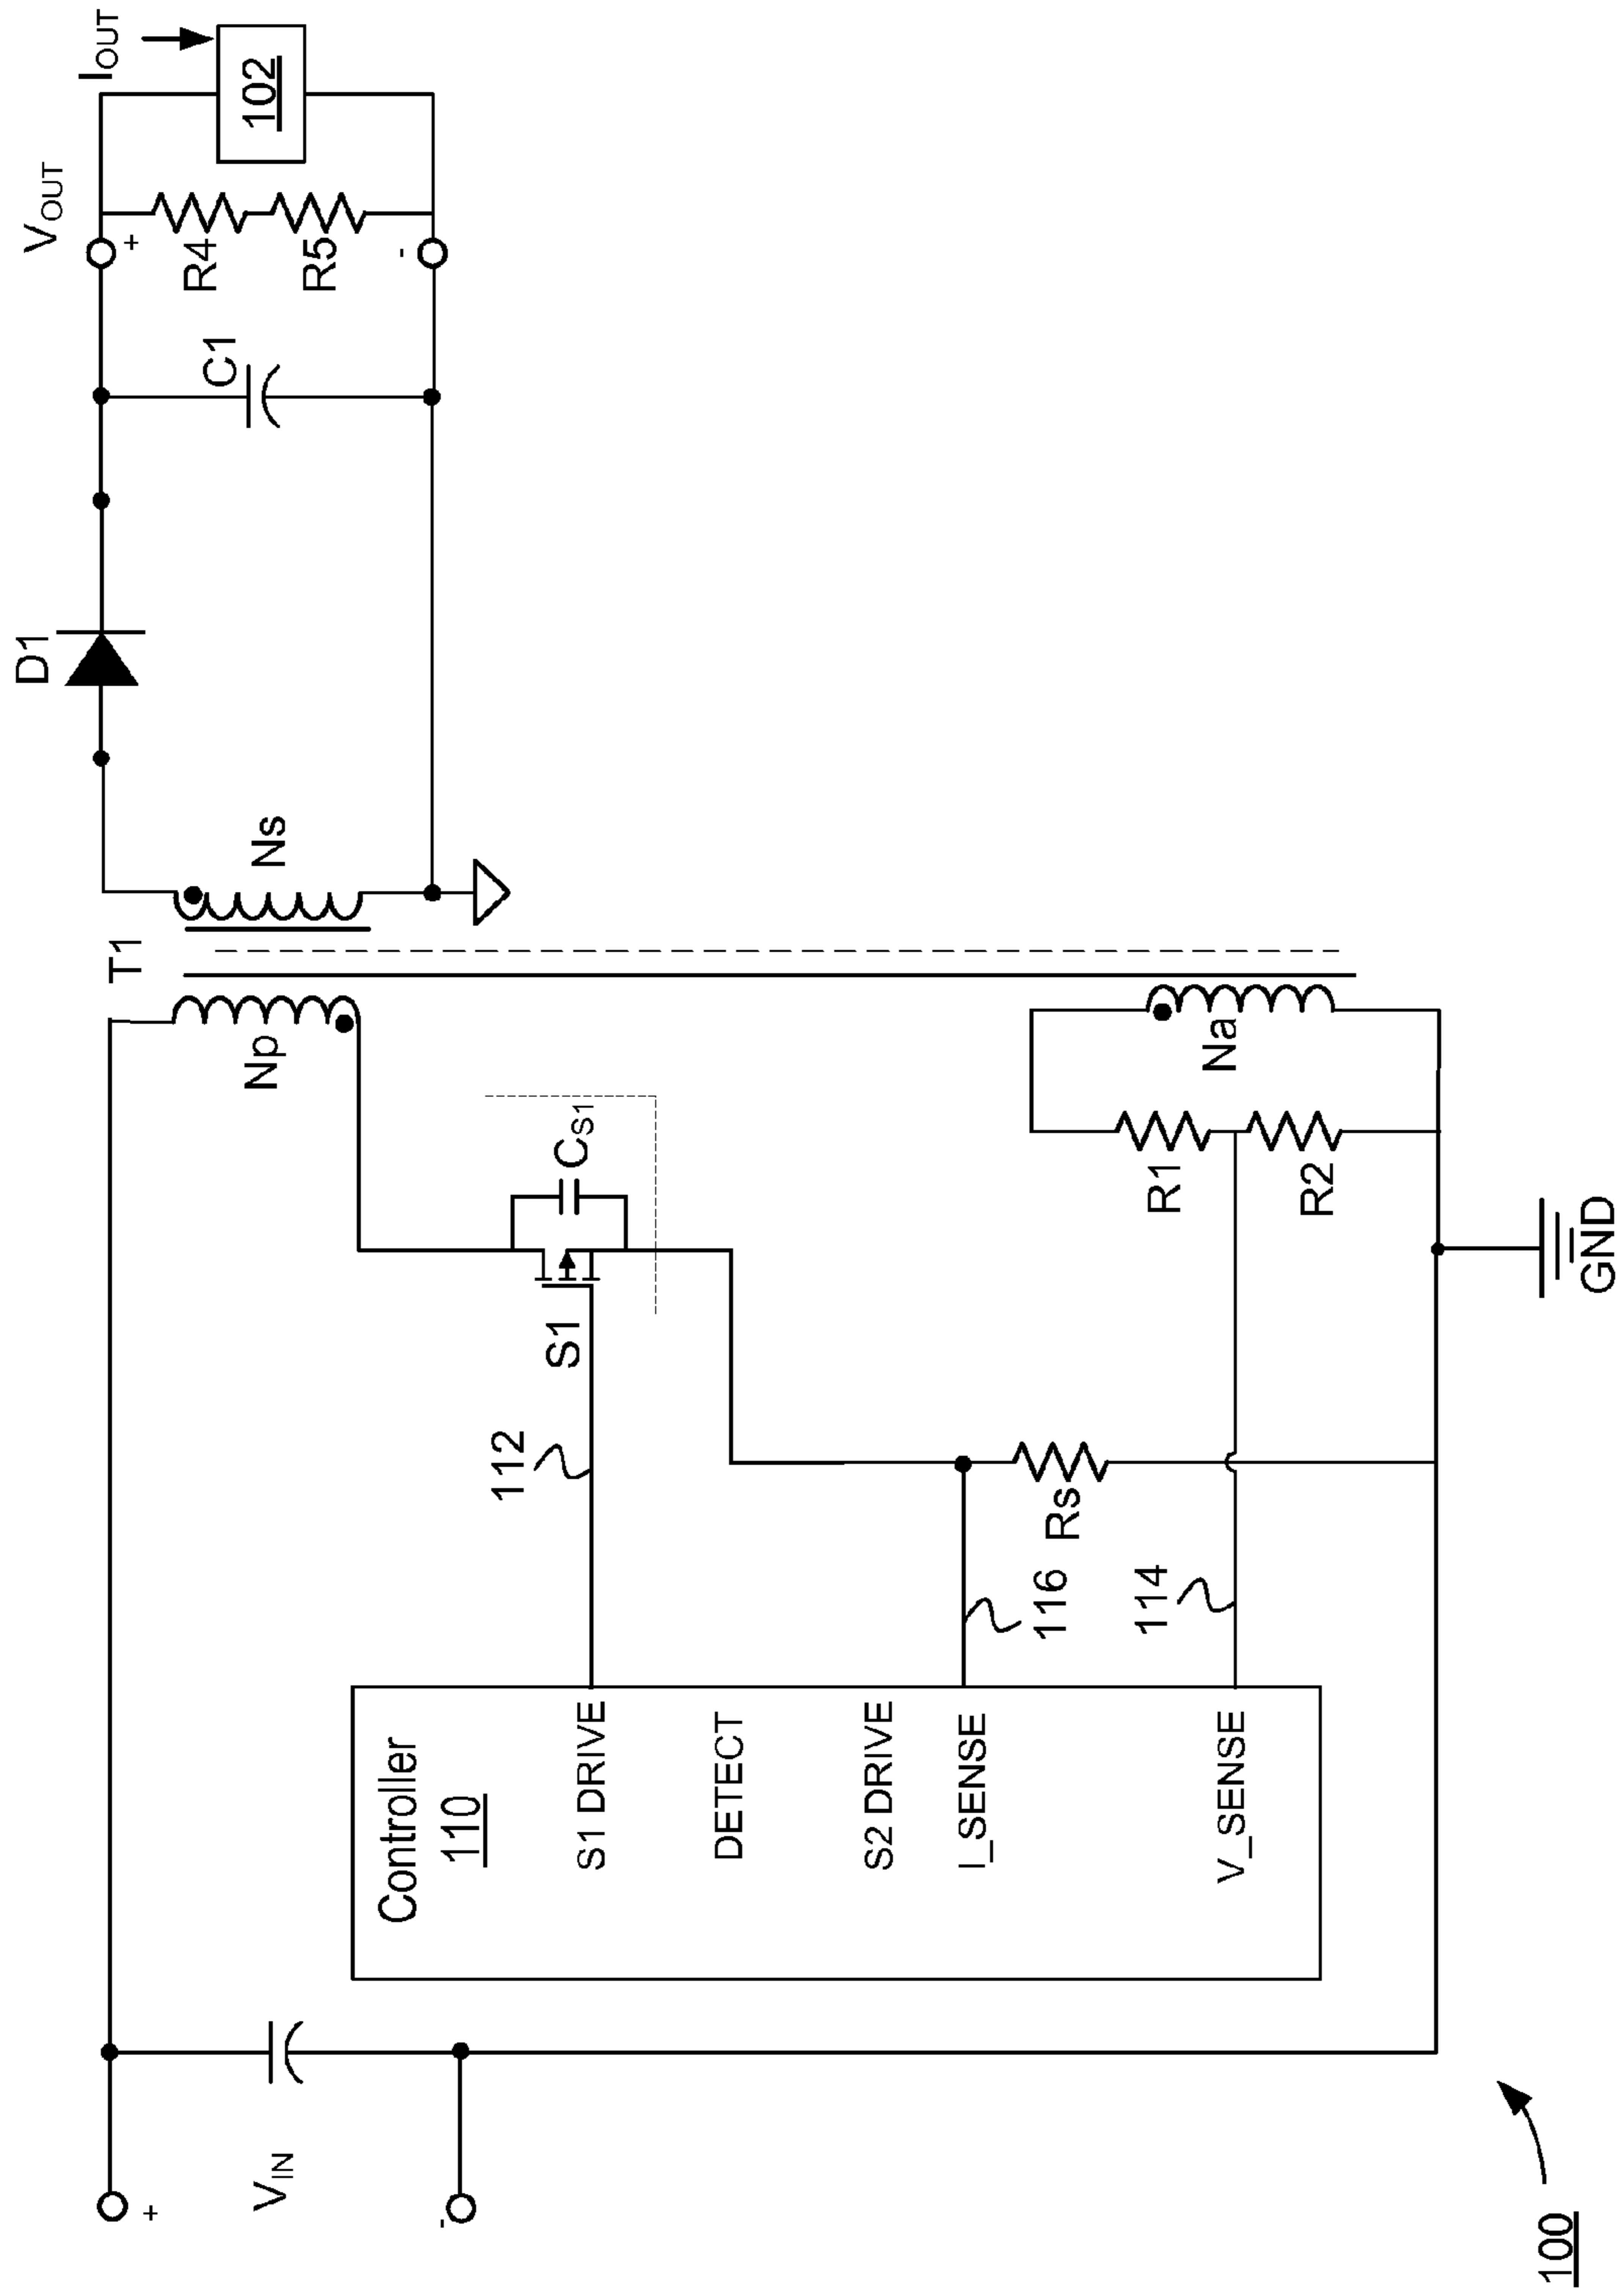 T1
D1
VOUT
IOUT
+
VIN
-
Np
Ns
C1
R4
R5
+
-
102
Controller
110
S1 DRIVE
DETECT
S2 DRIVE
I_SENSE
V_SENSE
112
S1
CS1
116
Rs
114
R1
R2
Na
GND
100